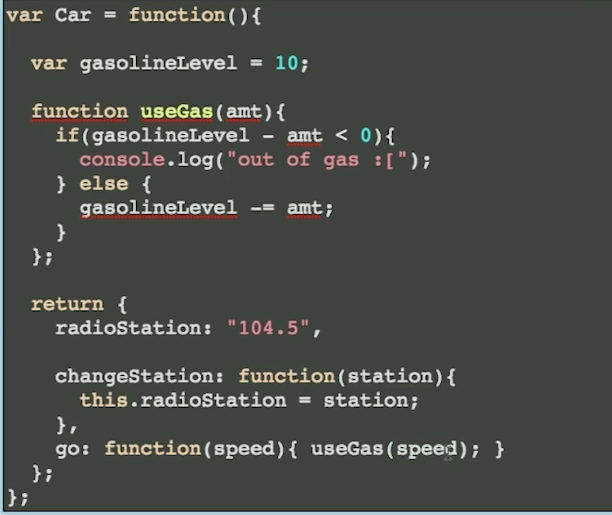 var Car = function(){
var gasolineLevel = 10;
function useGas(amt){
if(gasolineLevel - amt < 0){
console.log("out of gas :[");
} else {
gasolineLevel -= amt;
}
};
return {
radioStation: "104.5",
changeStation: function(station){
this.radioStation = station;
},
go: function(speed){ useGas(speed); }
};
};